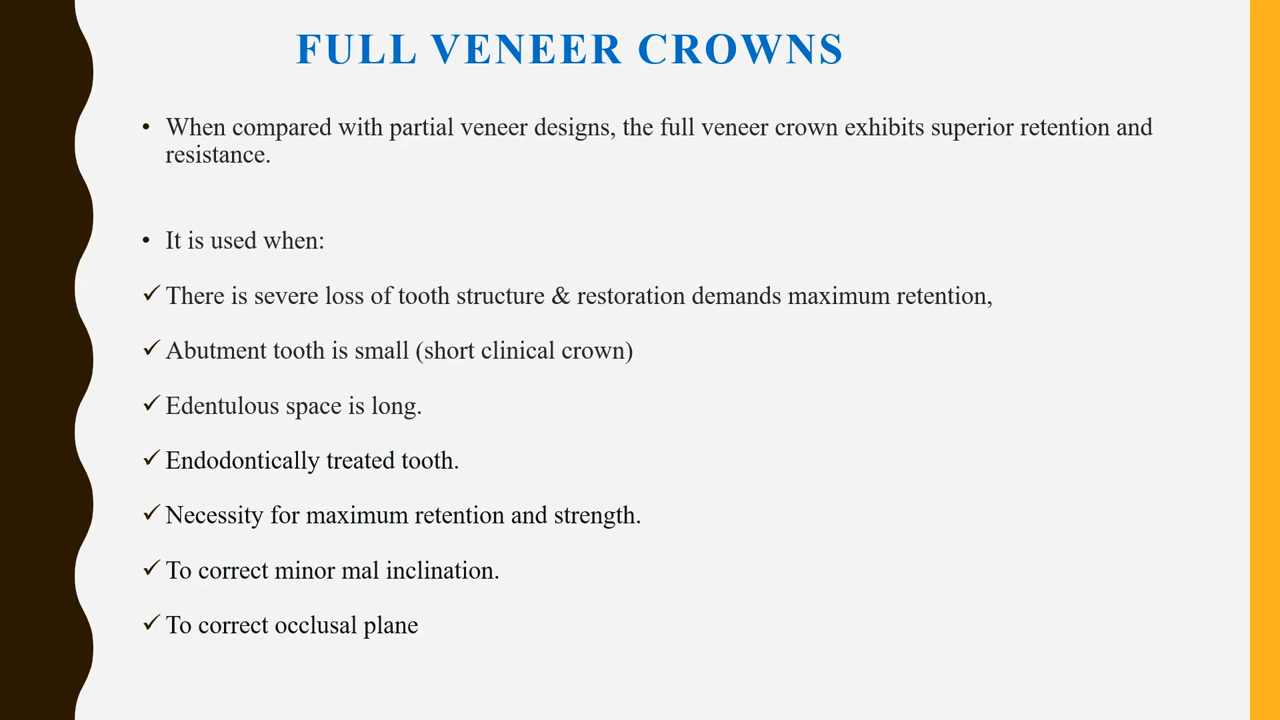 FULL VENEER CROWNS
• When compared with partial veneer designs, the full veneer crown exhibits superior retention and
resistance.
• It is used when:
✓ There is severe loss of tooth structure & restoration demands maximum retention,
✓ Abutment tooth is small (short clinical crown)
✓ Edentulous space is long.
✓ Endodontically treated tooth.
✓ Necessity for maximum retention and strength.
✓ To correct minor mal inclination.
✓ To correct occlusal plane